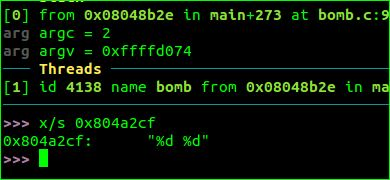 [0] from 0x08048b2e in main+273 at bomb.c:9
arg argc = 2
arg argv = 0xffffd074
Threads
[1] id 4138 name bomb from 0x08048b2e in ma
>>> x/s 0x804a2cf
0x804a2cf: "%d %d"
>>>